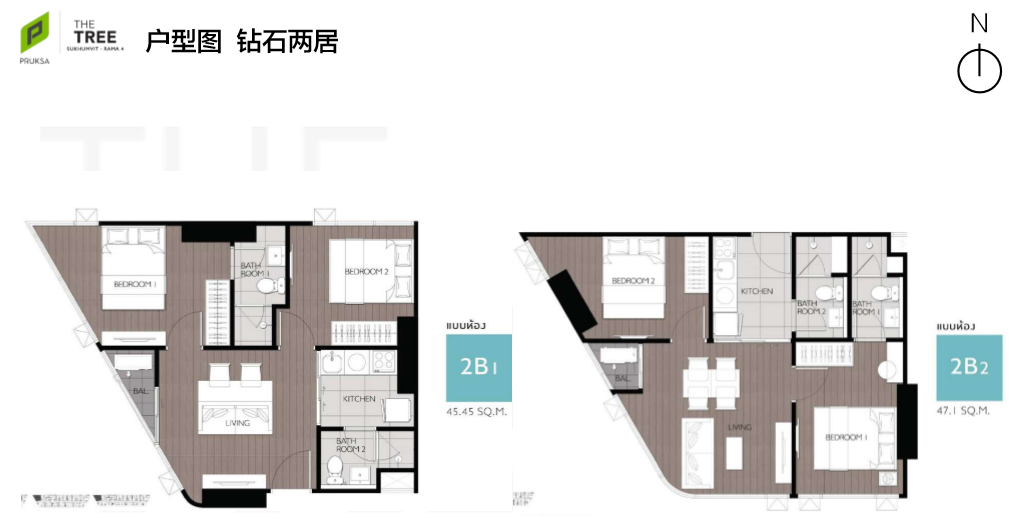 PRUKSA
THE
TREE
SUKHUMVIT - RAMA 4
户型图 钻石两居
N
BEDROOM 1
BATH
ROOM 1
BEDROOM 2
BAL.
LIVING
KITCHEN
BATH
ROOM 2
แบบห้อง
2B1
45.45 SQ.M.
BEDROOM 2
KITCHEN
BATH
ROOM 2
BATH
ROOM 1
BAL.
LIVING
BEDROOM 1
แบบห้อง
2B2
47.1 SQ.M.